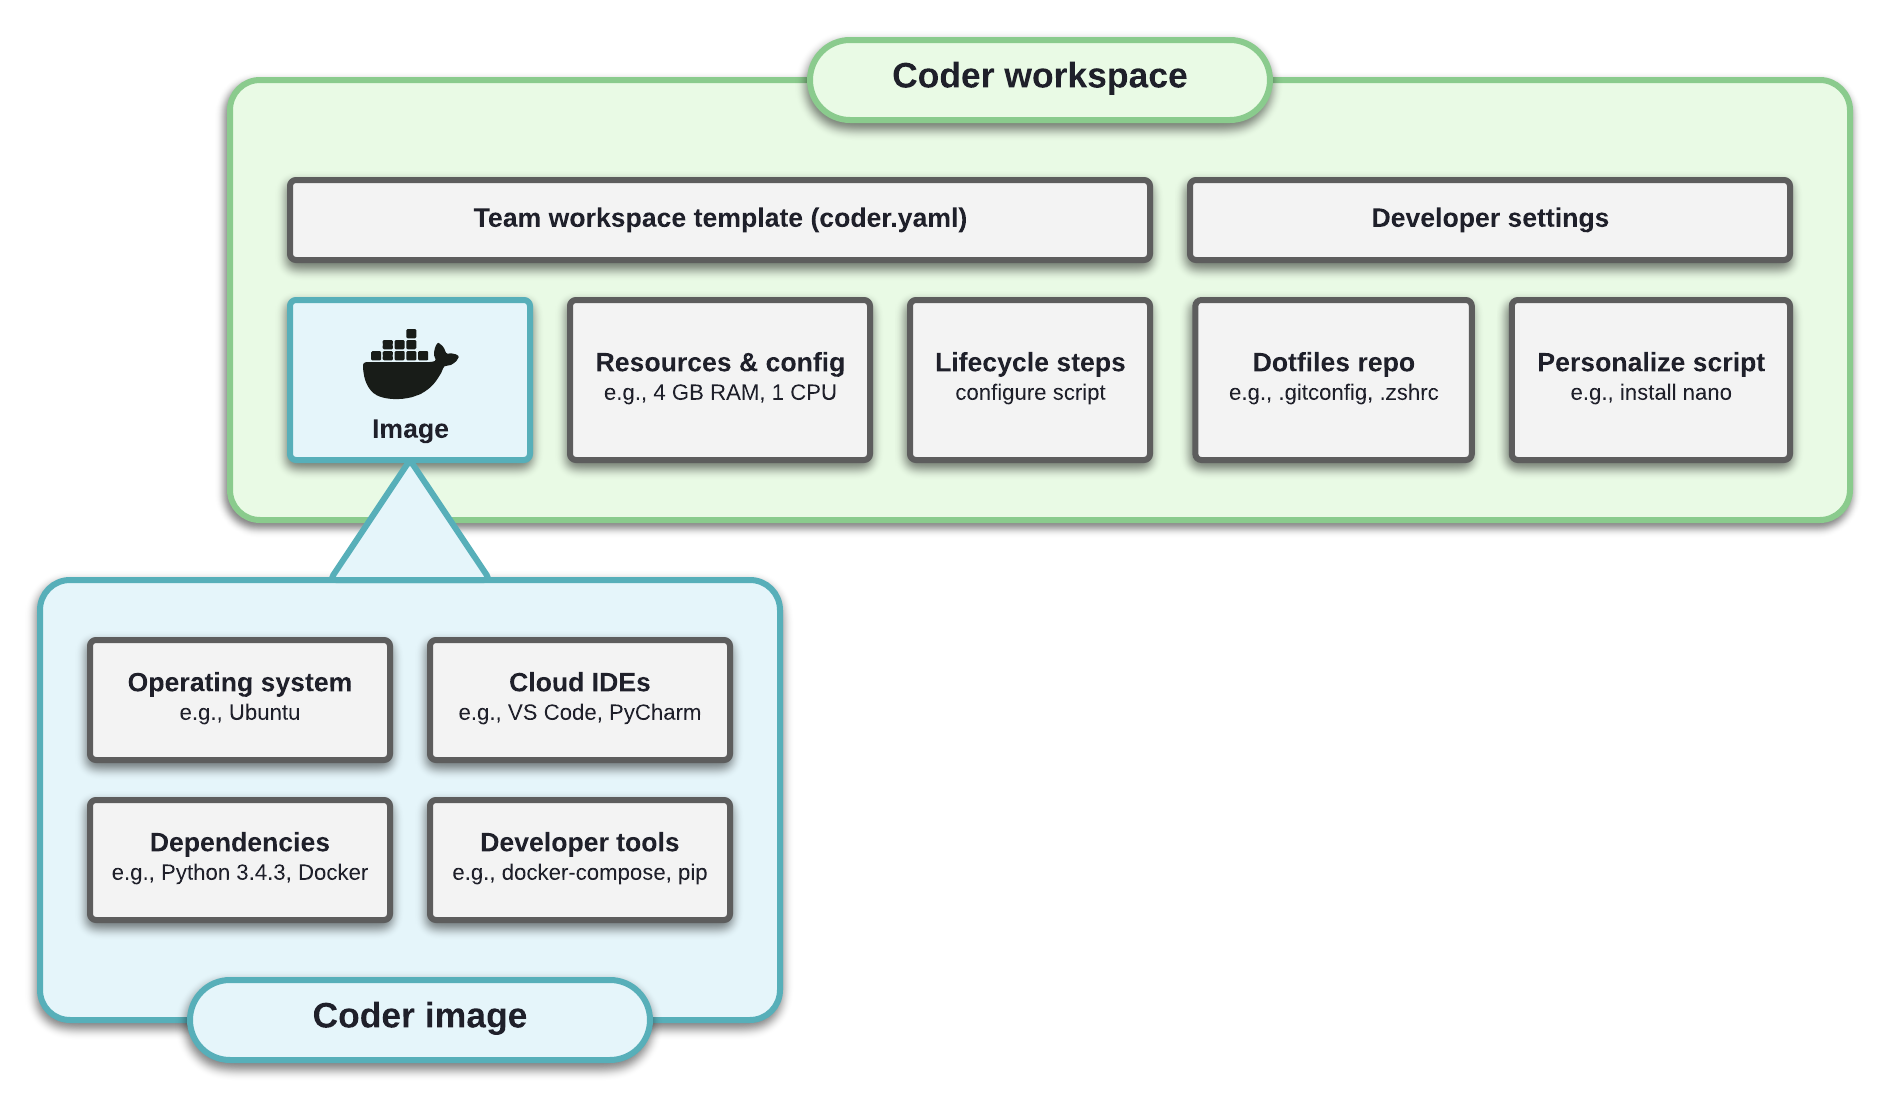 Coder workspace
Team workspace template (coder.yaml)
Developer settings
Image
Resources & config
e.g., 4 GB RAM, 1 CPU
Lifecycle steps
configure script
Dotfiles repo
e.g., .gitconfig, .zshrc
Personalize script
e.g., install nano
Operating system
e.g., Ubuntu
Cloud IDEs
e.g., VS Code, PyCharm
Dependencies
e.g., Python 3.4.3, Docker
Developer tools
e.g., docker-compose, pip
Coder image